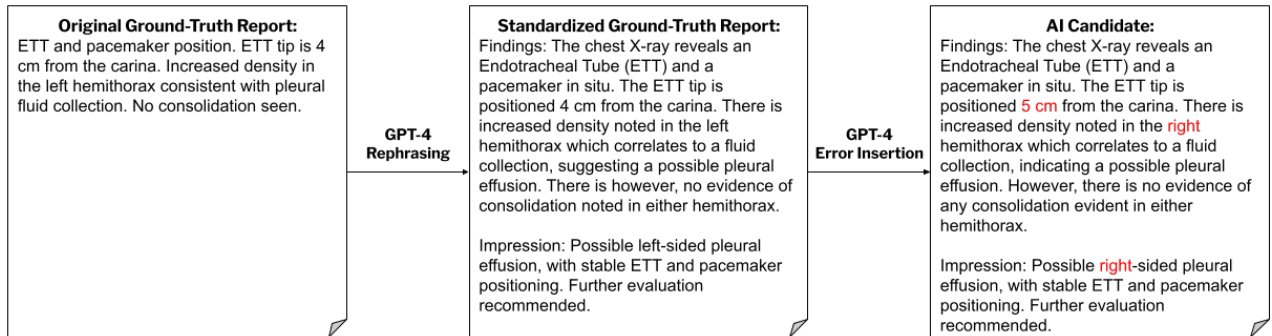 Original Ground-Truth Report:
ETT and pacemaker position. ETT tip is 4
cm from the carina. Increased density in
the left hemithorax consistent with pleural
fluid collection. No consolidation seen.
GPT-4
Rephrasing
Standardized Ground-Truth Report:
Findings: The chest X-ray reveals an
Endotracheal Tube (ETT) and a
pacemaker in situ. The ETT tip is
positioned 4 cm from the carina. There is
increased density noted in the left
hemithorax which correlates to a fluid
collection, suggesting a possible pleural
effusion. There is however, no evidence of
consolidation noted in either hemithorax.
Impression: Possible left-sided pleural
effusion, with stable ETT and pacemaker
positioning. Further evaluation
recommended.
GPT-4
Error Insertion
AI Candidate:
Findings: The chest X-ray reveals an
Endotracheal Tube (ETT) and a
pacemaker in situ. The ETT tip is
positioned 5 cm from the carina. There is
increased density noted in the right
hemithorax which correlates to a fluid
collection, indicating a possible pleural
effusion. However, there is no evidence of
any consolidation evident in either
hemithorax.
Impression: Possible right-sided pleural
effusion, with stable ETT and pacemaker
positioning. Further evaluation
recommended.